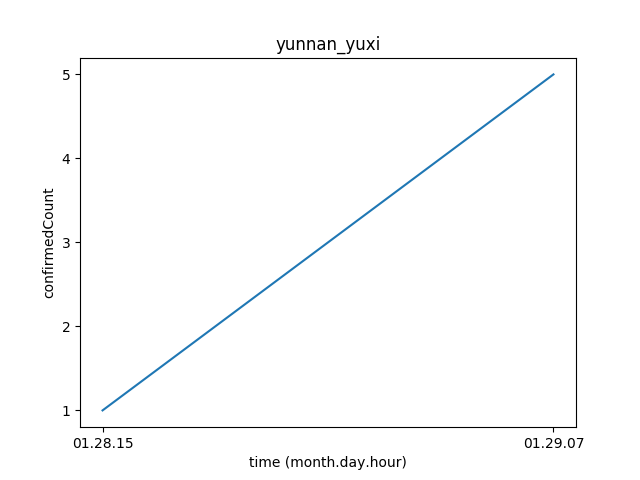 yunnan_yuxi
5
4
3
2
1
confirmedCount
01.28.15
01.29.07
time (month.day.hour)